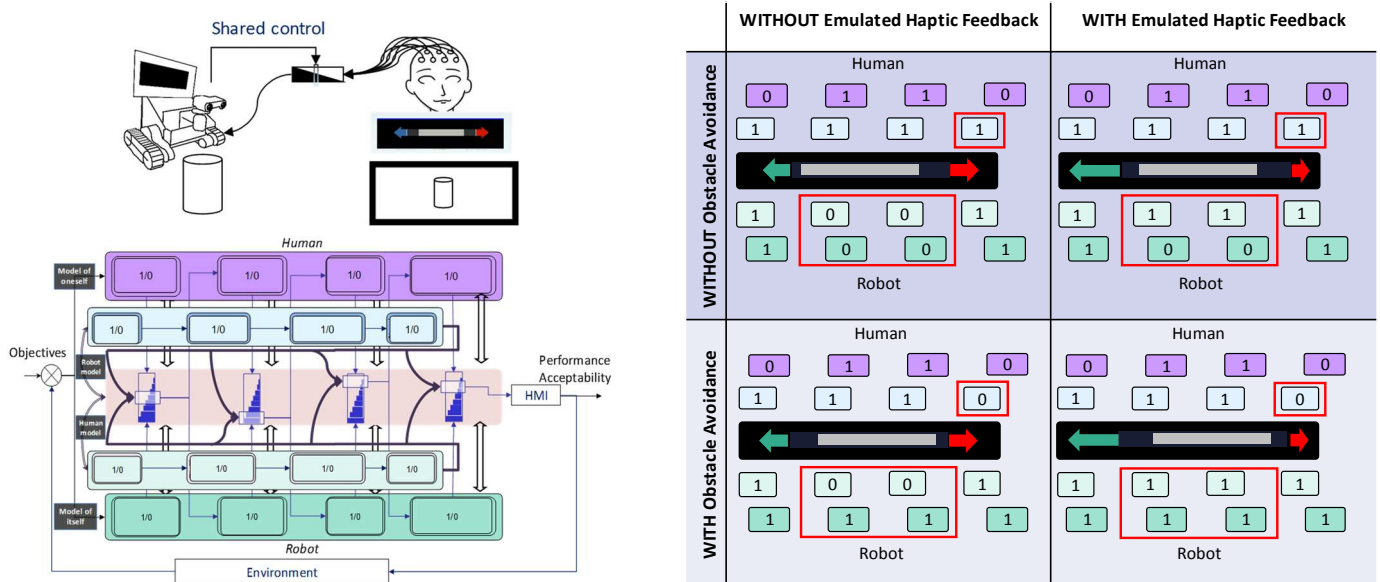 Shared control
Human
Model of
oneself
1/0 1/0 1/0 1/0
1/0 1/0 1/0 1/0
Objectives
Robot
model
Human
model
Performance
Acceptability
HMI
1/0 1/0 1/0 1/0
Model of
itself
1/0 1/0 1/0 1/0
Robot
Environment
WITHOUT Emulated Haptic Feedback
WITH Emulated Haptic Feedback
WITHOUT Obstacle Avoidance
Human
0 1 1 0
1 1 1 1
1 0 0 1
1 0 0 1
Robot
Human
0 1 1 0
1 1 1 1
1 1 1 1
1 0 0 1
Robot
WITH Obstacle Avoidance
Human
0 1 1 0
1 1 1 0
1 0 0 1
1 1 1 1
Robot
Human
0 1 1 0
1 1 1 0
1 1 1 1
1 1 1 1
Robot